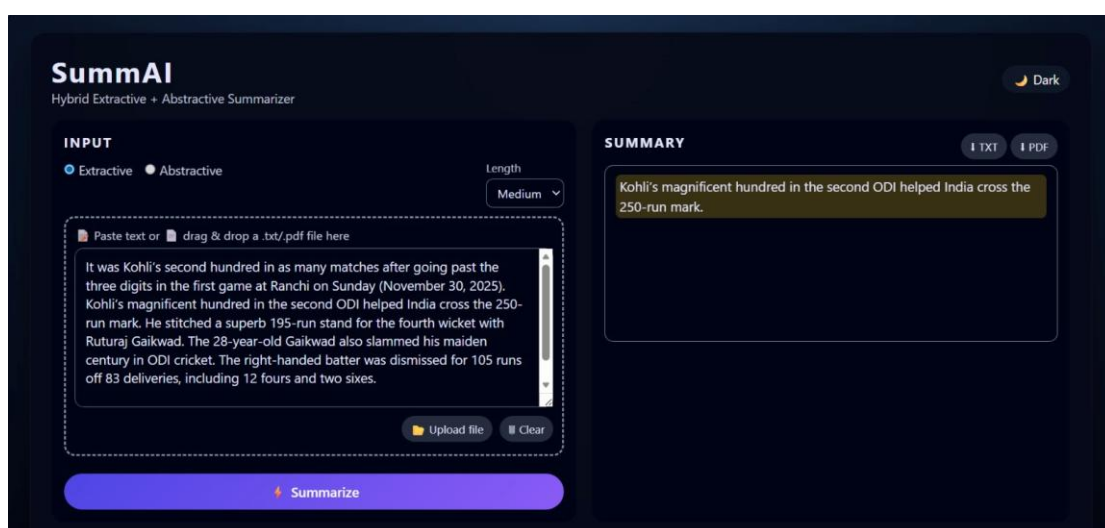 SummAI
Hybrid Extractive + Abstractive Summarizer
🌙 Dark
INPUT
Extractive Abstractive
Length
Medium
Paste text or drag & drop a .txt/.pdf file here
It was Kohli's second hundred in as many matches after going past the
three digits in the first game at Ranchi on Sunday (November 30, 2025).
Kohli's magnificent hundred in the second ODI helped India cross the 250-
run mark. He stitched a superb 195-run stand for the fourth wicket with
Ruturaj Gaikwad. The 28-year-old Gaikwad also slammed his maiden
century in ODI cricket. The right-handed batter was dismissed for 105 runs
off 83 deliveries, including 12 fours and two sixes.
Upload file
Clear
Summarize
SUMMARY
⬇ TXT
⬇ PDF
Kohli's magnificent hundred in the second ODI helped India cross the
250-run mark.